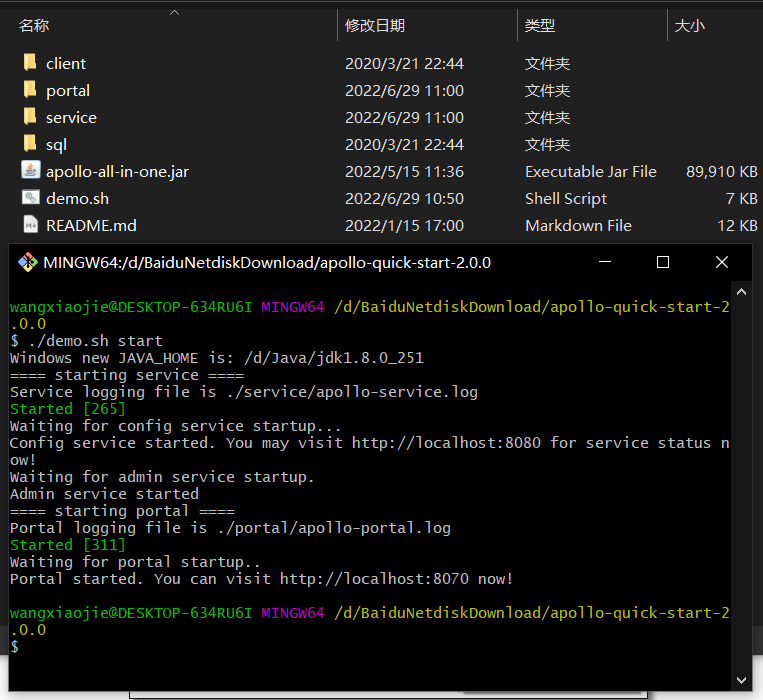 名称 修改日期 类型 大小
client 2020/3/21 22:44 文件夹
portal 2022/6/29 11:00 文件夹
service 2022/6/29 11:00 文件夹
sql 2020/3/21 22:44 文件夹
apollo-all-in-one.jar 2022/5/15 11:36 Executable Jar File 89,910 KB
demo.sh 2022/6/29 10:50 Shell Script 7 KB
README.md 2022/1/15 17:00 Markdown File 12 KB
MINGW64:/d/BaiduNetdiskDownload/apollo-quick-start-2.0.0
wangxiaojie@DESKTOP-634RU6I MINGW64 /d/BaiduNetdiskDownload/apollo-quick-start-2
.0.0
$ ./demo.sh start
Windows new JAVA_HOME is: /d/Java/jdk1.8.0_251
==== starting service ====
Service logging file is ./service/apollo-service.log
Started [265]
Waiting for config service startup...
Config service started. You may visit http://localhost:8080 for service status n
ow!
Waiting for admin service startup.
Admin service started
==== starting portal ====
Portal logging file is ./portal/apollo-portal.log
Started [311]
Waiting for portal startup..
Portal started. You can visit http://localhost:8070 now!
wangxiaojie@DESKTOP-634RU6I MINGW64 /d/BaiduNetdiskDownload/apollo-quick-start-2
.0.0
$